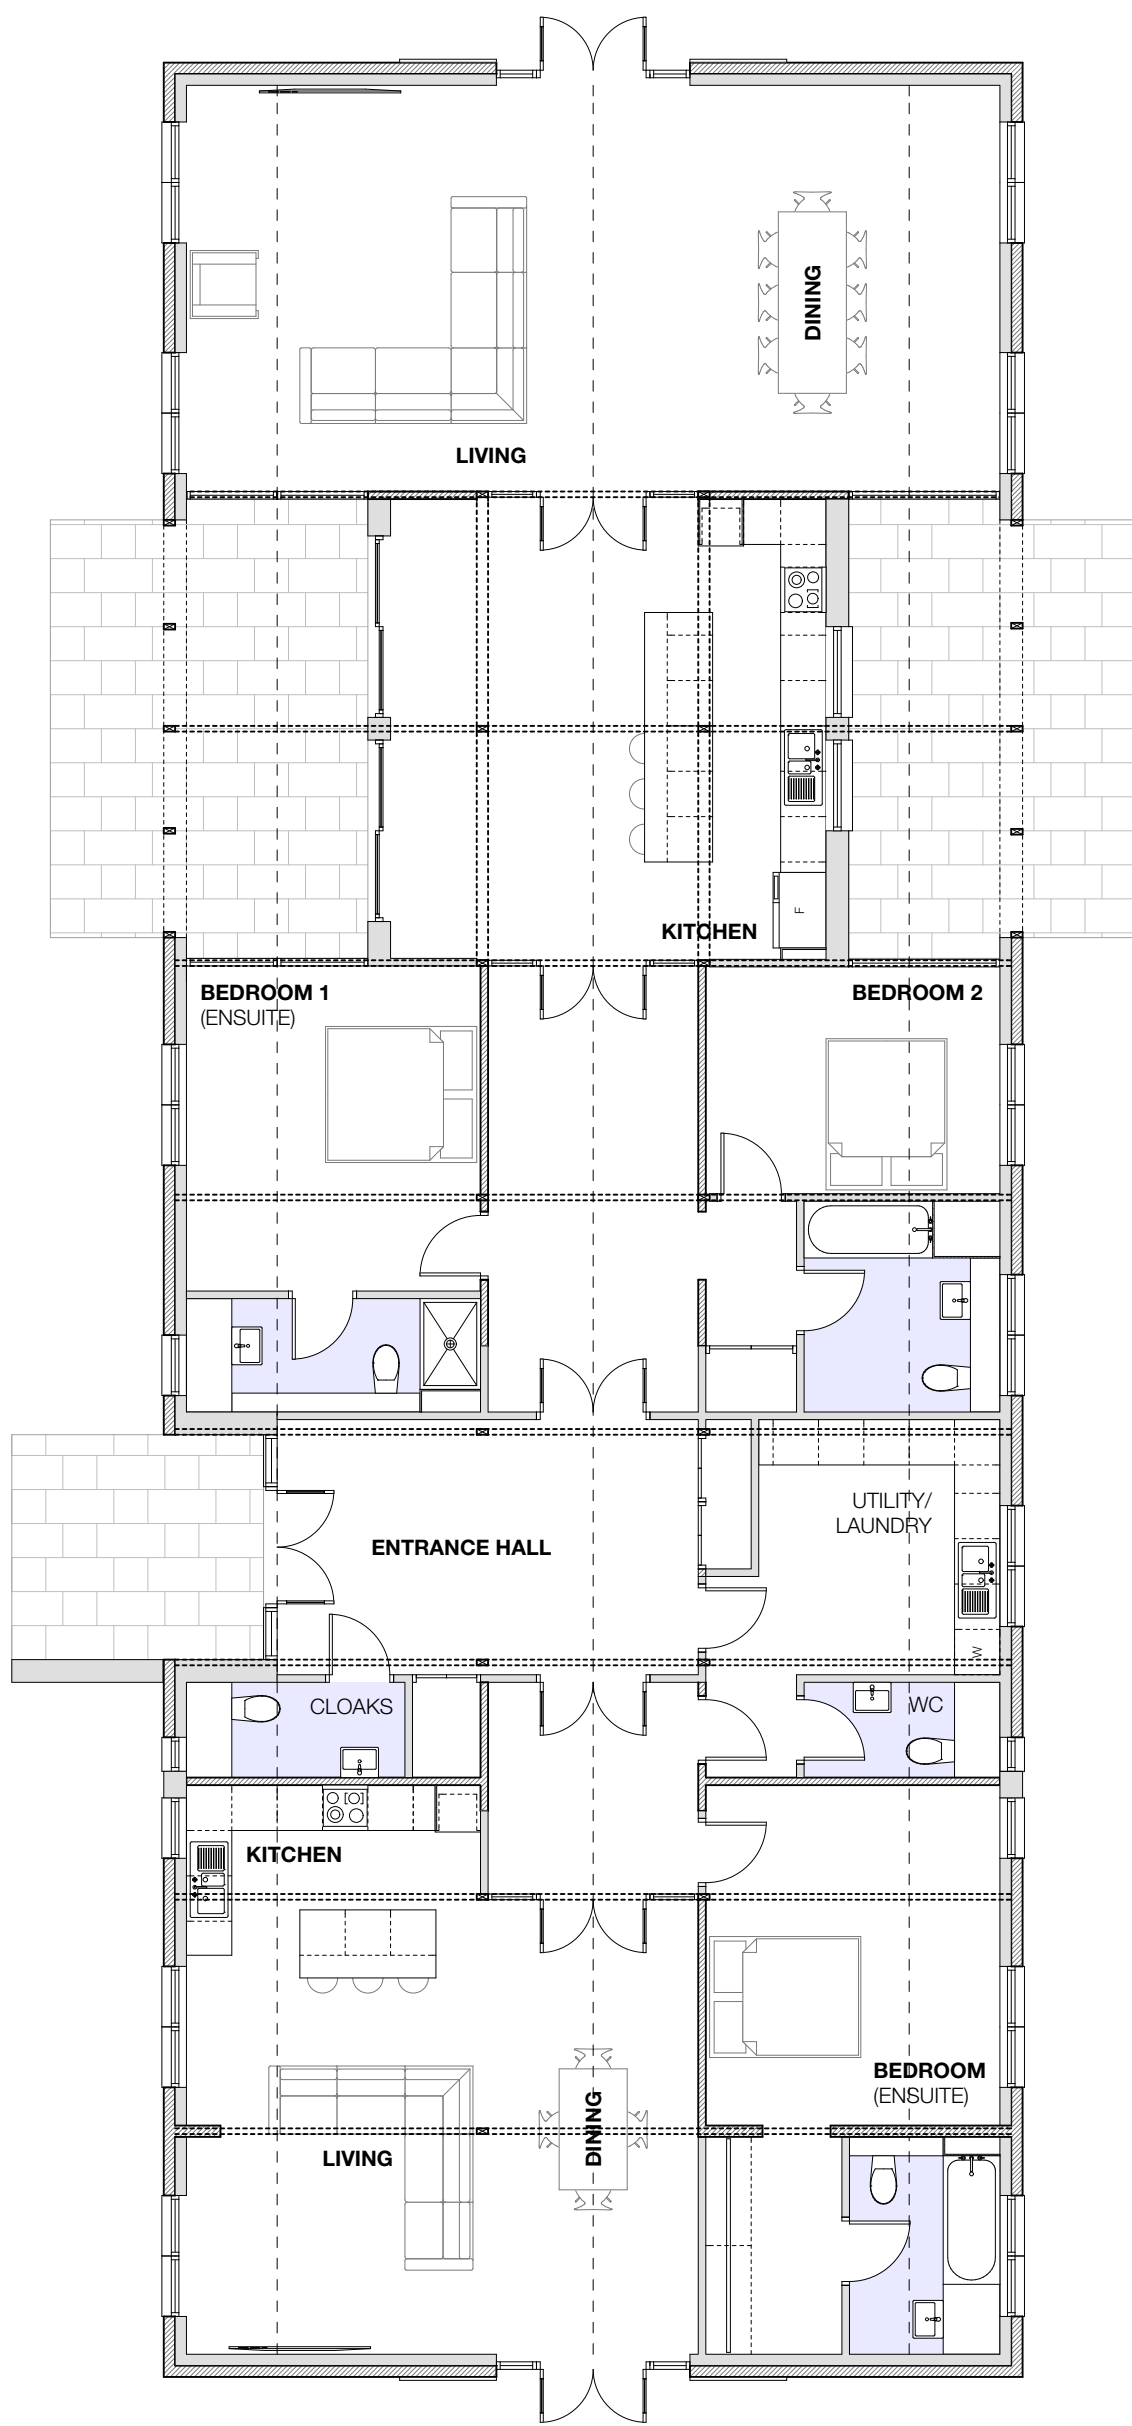 DINING
LIVING
F
KITCHEN
BEDROOM 1
(ENSUITE)
BEDROOM 2
UTILITY/
LAUNDRY
ENTRANCE HALL
W
CLOAKS
WC
KITCHEN
BEDROOM
(ENSUITE)
DINING
LIVING